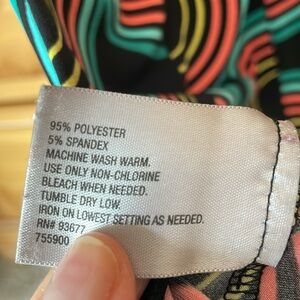 95% POLYESTER
5% SPANDEX
MACHINE WASH WARM.
USE ONLY NON-CHLORINE
BLEACH WHEN NEEDED.
TUMBLE DRY LOW.
IRON ON LOWEST SETTING AS NEEDED.
RN# 93677
755900